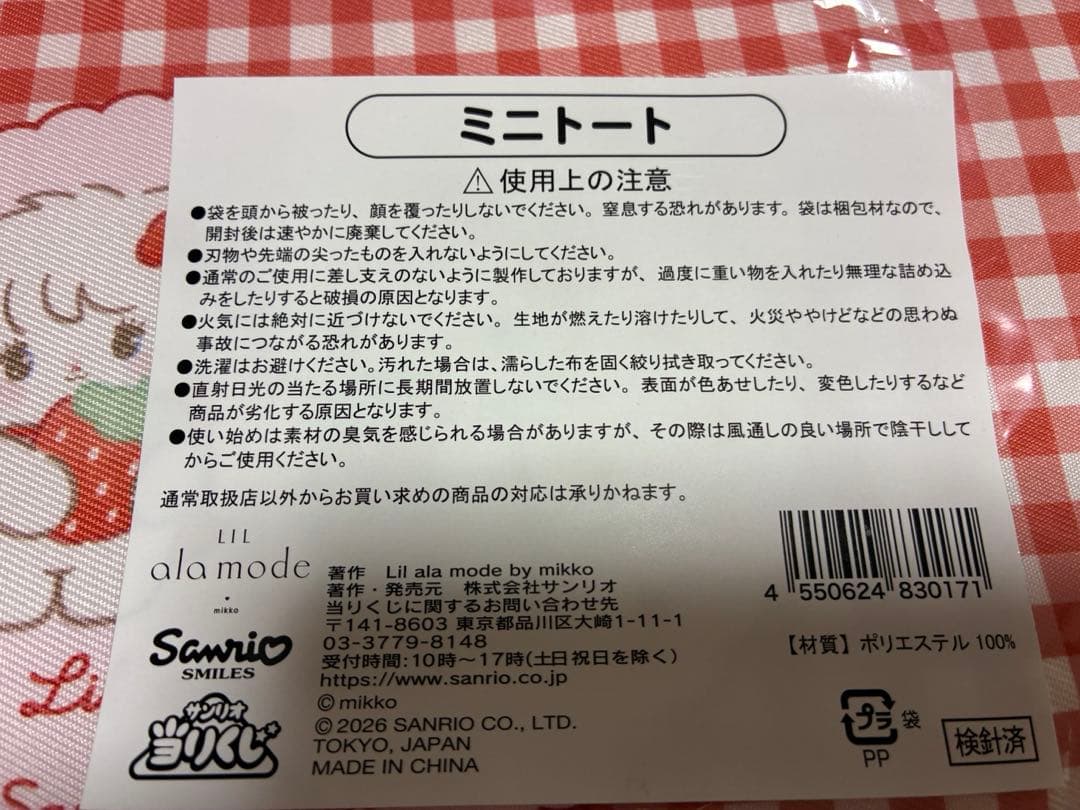 ミニトート
⚠使用上の注意
●袋を頭から被ったり、顔を覆ったりしないでください。窒息する恐れがあります。袋は梱包材なので、
開封後は速やかに廃棄してください。
●刃物や先端の尖ったものを入れないようにしてください。
●通常のご使用に差し支えのないように製作しておりますが、過度に重い物を入れたり無理な詰め込
みをしたりすると破損の原因となります。
●火気には絶対に近づけないでください。生地が燃えたり溶けたりして、火災ややけどなどの思わぬ
事故につながる恐れがあります。
●洗濯はお避けください。汚れた場合は、濡らした布を固く絞り拭き取ってください。
●直射日光の当たる場所に長期間放置しないでください。表面が色あせしたり、変色したりするなど
商品が劣化する原因となります。
●使い始めは素材の臭気を感じられる場合がありますが、その際は風通しの良い場所で陰干しして
からご使用ください。
通常取扱店以外からお買い求めの商品の対応は承りかねます。
LIL
ala mode
mikko
Sanrio
SMILES
サンリオ
当りくじ
著作 Lil ala mode by mikko
著作・発売元 株式会社サンリオ
当りくじに関するお問い合わせ先
〒141-8603 東京都品川区大崎1-11-1
03-3779-8148
受付時間:10時～17時(土日祝日を除く)
https://www.sanrio.co.jp
©mikko
©2026 SANRIO CO., LTD.
TOKYO, JAPAN
MADE IN CHINA
4 550624 830171
【材質】ポリエステル 100%
プラ 袋
PP
検針済